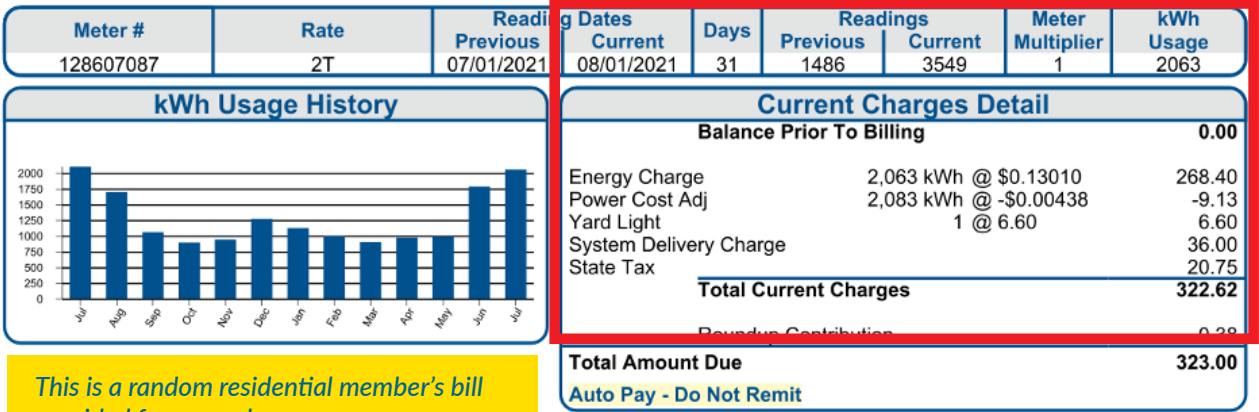 Meter # Rate Reading Dates Days Readings Meter kWh
Previous Current Previous Current Multiplier Usage
128607087 2T 07/01/2021 08/01/2021 31 1486 3549 1 2063
kWh Usage History
2000
1750
1500
1250
1000
750
500
250
0
Jul Aug Sep Oct Nov Dec Jan Feb Mar Apr May Jun Jul
This is a random residential member's bill
Current Charges Detail
Balance Prior To Billing 0.00
Energy Charge 2,063 kWh @ $0.13010 268.40
Power Cost Adj 2,083 kWh @ -$0.00438 -9.13
Yard Light 1 @ 6.60 6.60
System Delivery Charge 36.00
State Tax 20.75
Total Current Charges 322.62
Roundup Contribution 0.38
Total Amount Due 323.00
Auto Pay - Do Not Remit